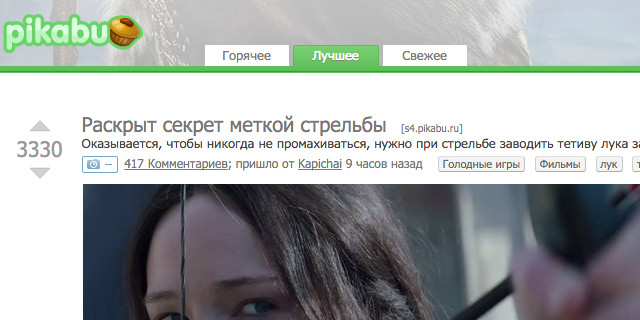 pikabu
Горячее
Лучшее
Свежее
Раскрыт секрет меткой стрельбы [s4.pikabu.ru]
3330
Оказывается, чтобы никогда не промахиваться, нужно при стрельбе заводить тетиву лука за
– 417 Комментариев; пришло от Kapichai 9 часов назад Голодные игры Фильмы лук